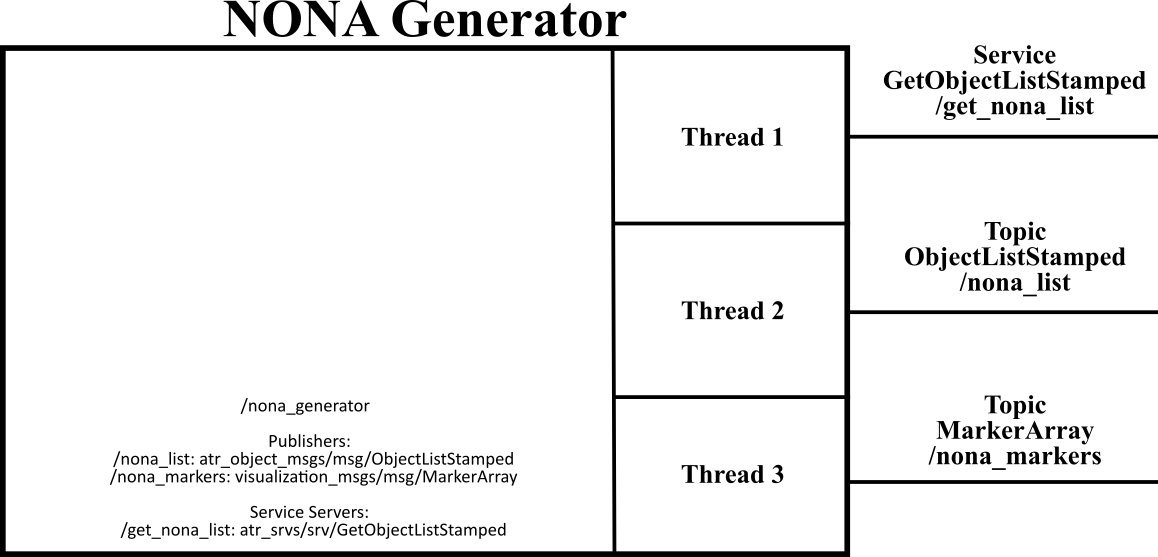 NONA Generator
Thread 1
Thread 2
Thread 3
/nona_generator
Publishers:
/nona_list: atr_object_msgs/msg/ObjectListStamped
/nona_markers: visualization_msgs/msg/MarkerArray
Service Servers:
/get_nona_list: atr_srvs/srv/GetObjectListStamped
Service
GetObjectListStamped
/get_nona_list
Topic
ObjectListStamped
/nona_list
Topic
MarkerArray
/nona_markers